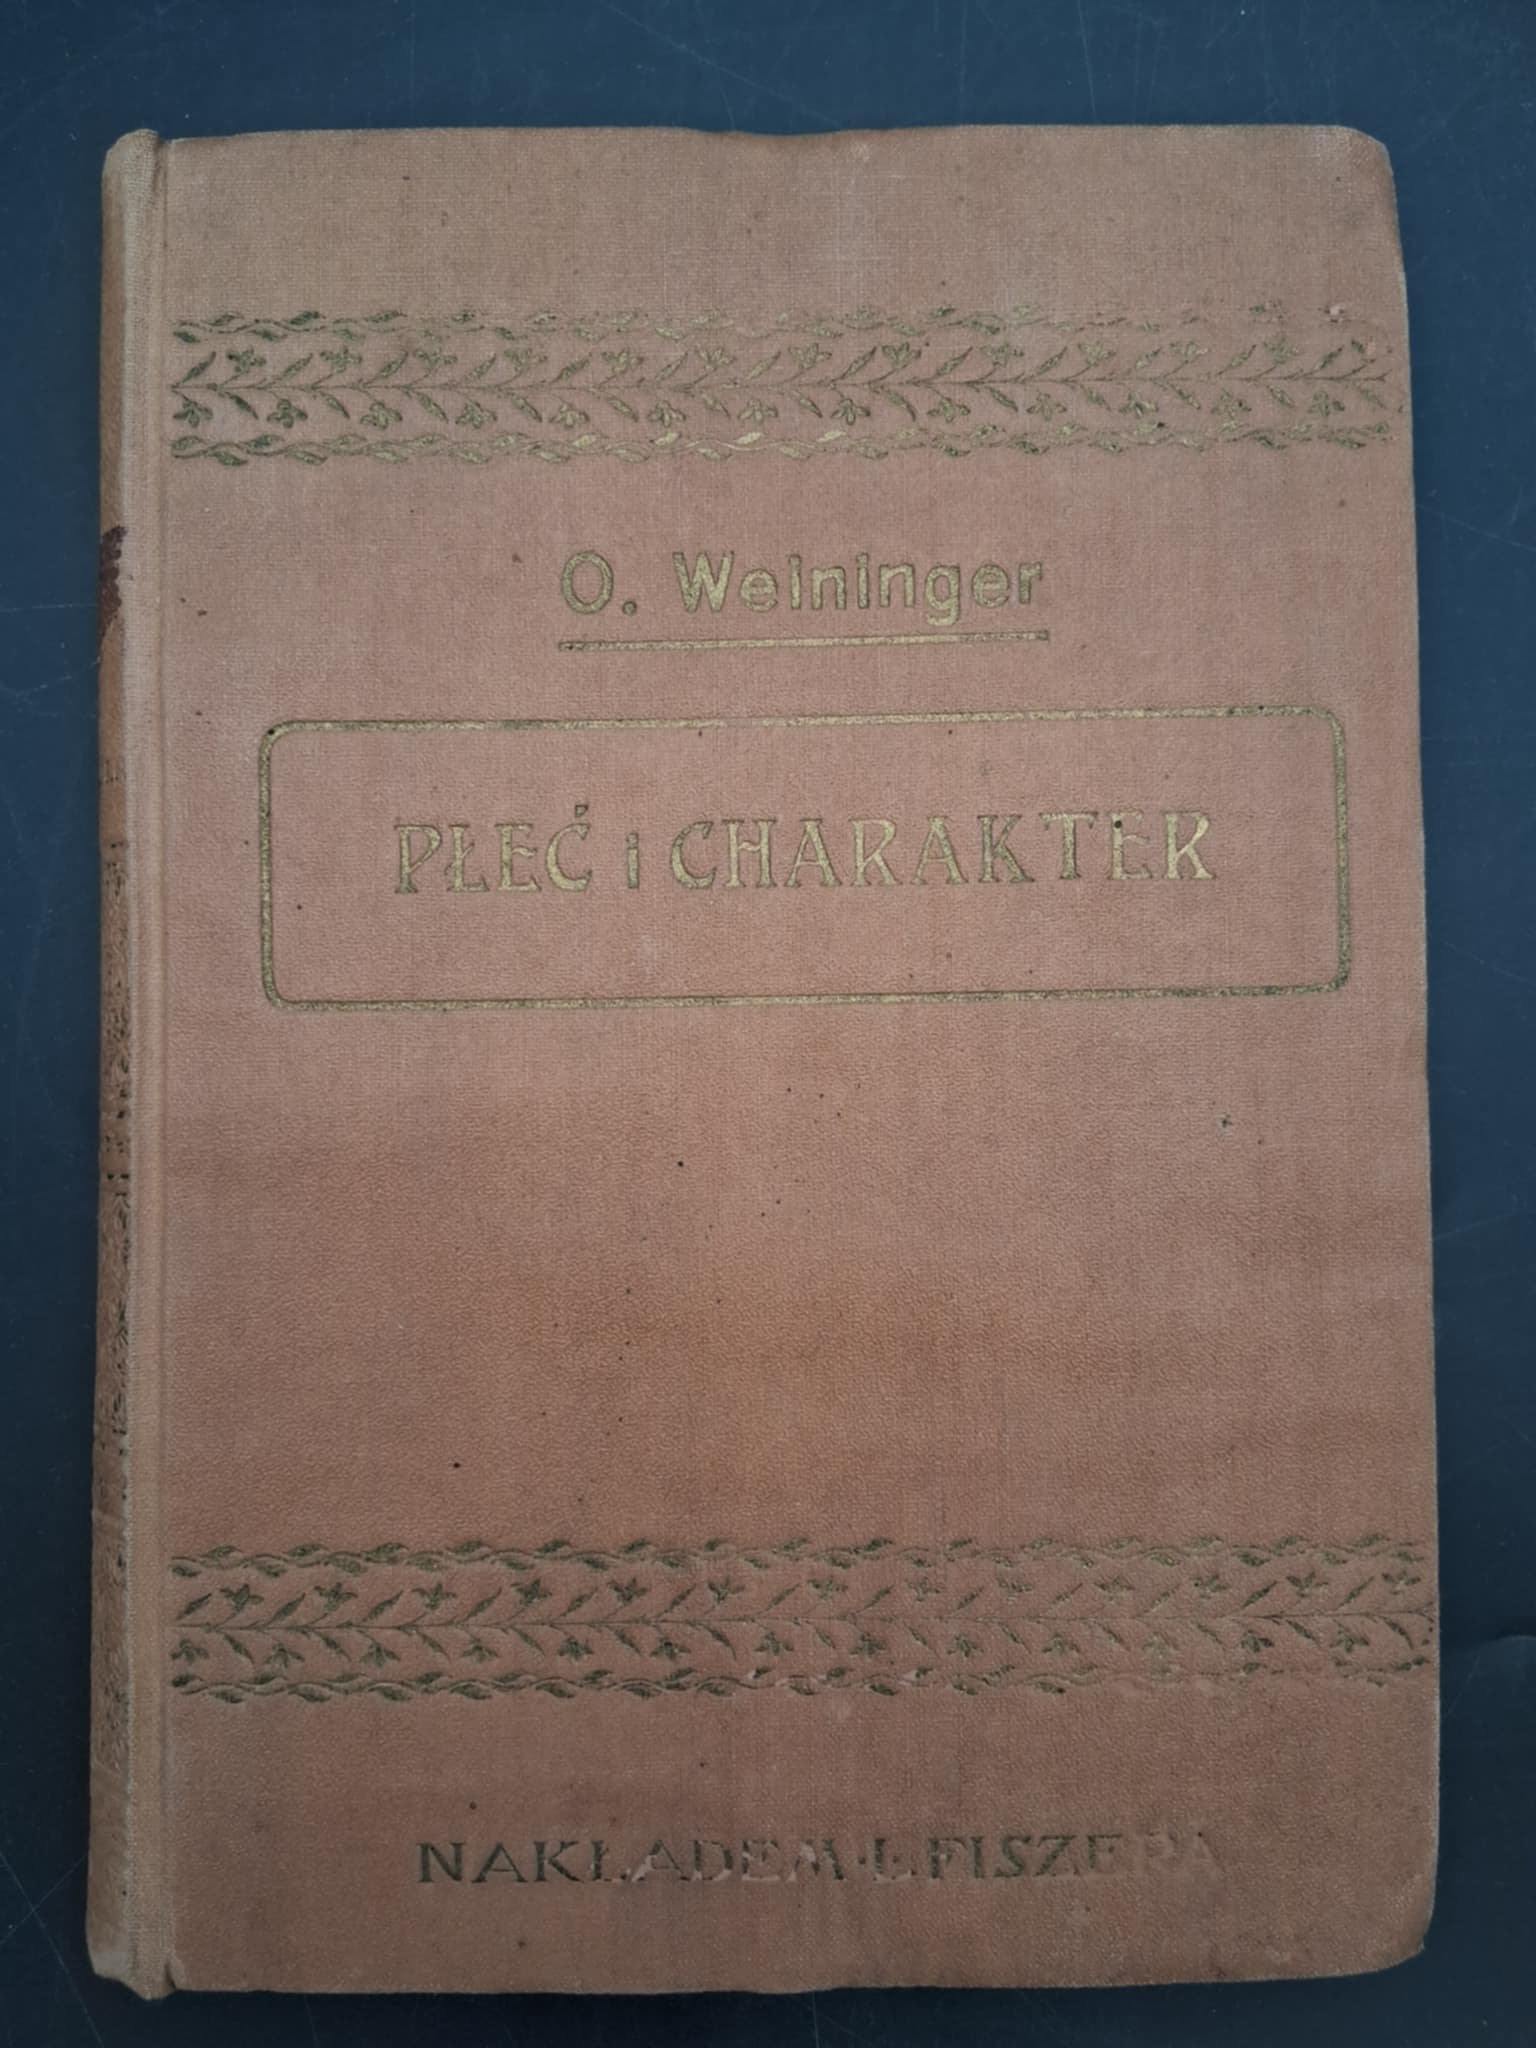 O. Weininger
PŁEĆ i CHARAKTER
NAKŁADEM·Ł·FISZERA